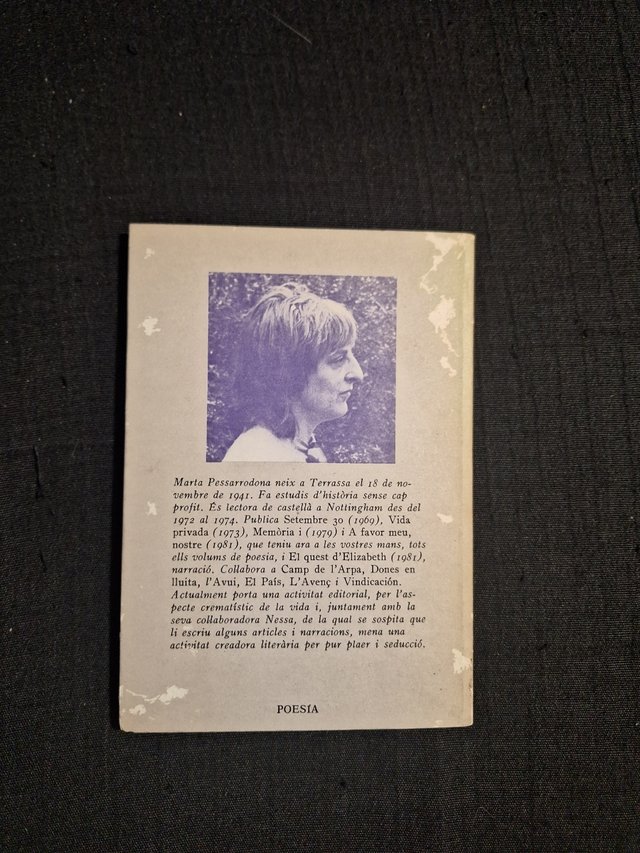 Marta Pessarrodona neix a Terrassa el 18 de no-
vembre de 1941. Fa estudis d'història sense cap
profit. És lectora de castellà a Nottingham des del
1972 al 1974. Publica Setembre 30 (1969), Vida
privada (1973), Memòria i (1979) i A favor meu,
nostre (1981), que teniu ara a les vostres mans, tots
ells volums de poesia, i El quest d'Elizabeth (1981),
narració. Collabora a Camp de l'Arpa, Dones en
lluita, l'Avui, El País, L'Avenç i Vindicación.
Actualment porta una activitat editorial, per l'as-
pecte crematístic de la vida i, juntament amb la
seva collaboradora Nessa, de la qual se sospita que
li escriu alguns articles i narracions, mena una
activitat creadora literària per pur plaer i seducció.
POESÍA